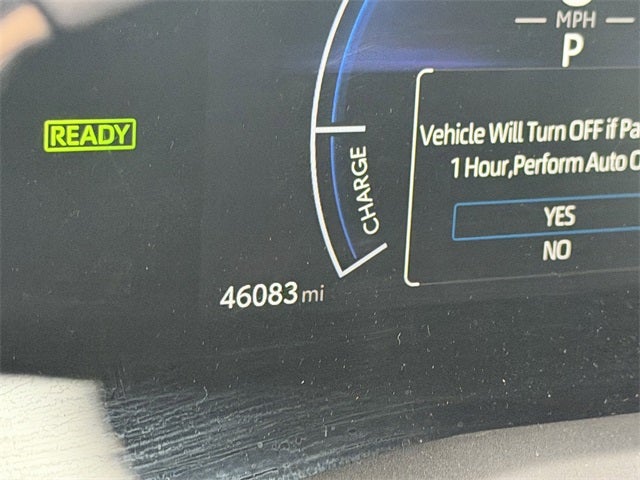 MPH
P
READY
Vehicle Will Turn OFF if
1 Hour,Perform Auto
CHARGE
YES
NO
46083 mi